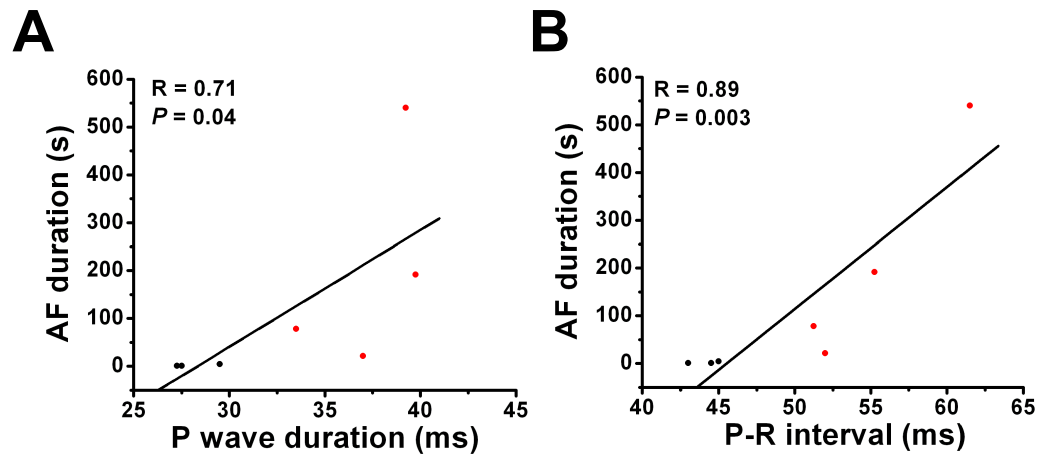 A
R = 0.71
P = 0.04
600
500
400
300
200
100
0
AF duration (s)
25
30
35
40
45
P wave duration (ms)
B
R = 0.89
P = 0.003
600
500
400
300
200
100
0
AF duration (s)
40
45
50
55
60
65
P-R interval (ms)